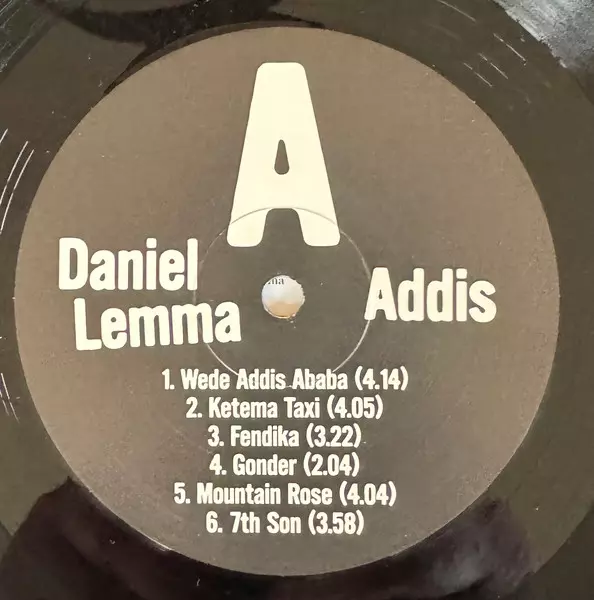 A
Daniel
Lemma
Addis
1. Wede Addis Ababa (4.14)
2. Ketema Taxi (4.05)
3. Fendika (3.22)
4. Gonder (2.04)
5. Mountain Rose (4.04)
6. 7th Son (3.58)